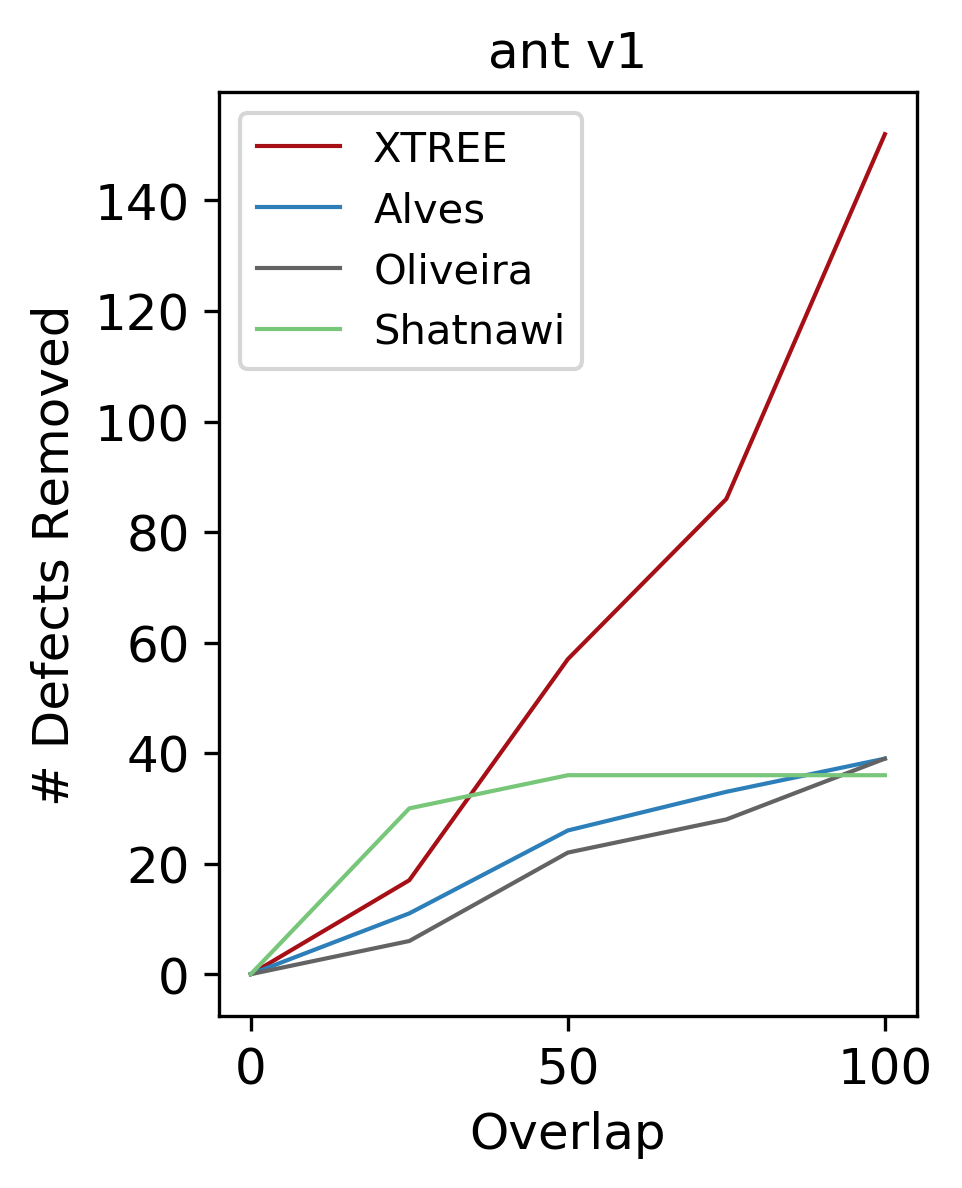 ant v1
XTREE
Alves
Oliveira
Shatnawi
# Defects Removed
140
120
100
80
60
40
20
0
0 50 100
Overlap